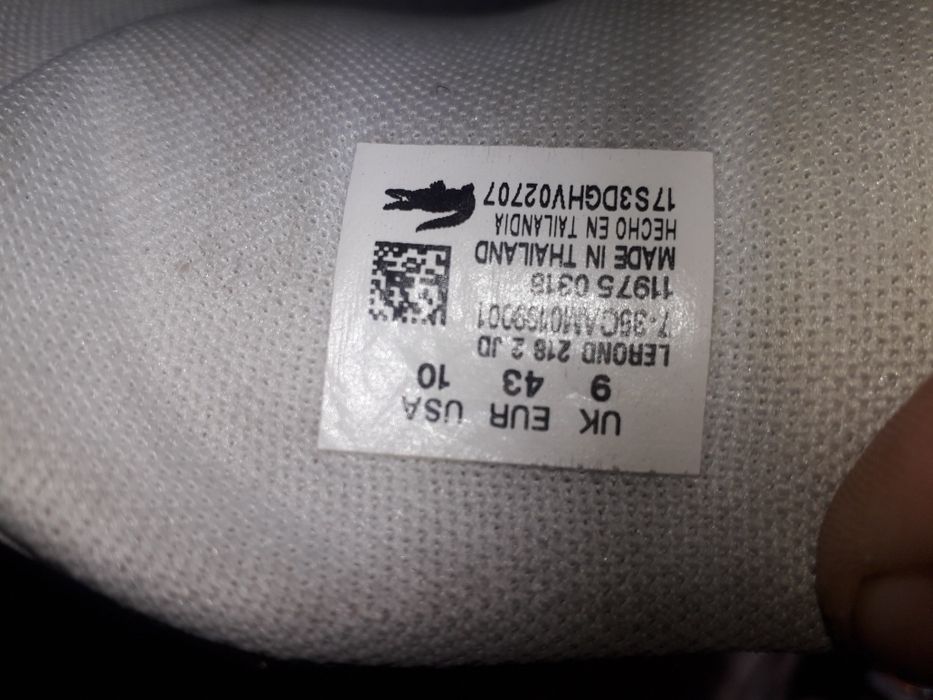 UK EUR USA
9 43 10
LEROND 218 2 JD
7-35CAM0159001
11975 0318
MADE IN THAILAND
HECHO EN TAILANDIA
17S3DGHV02707